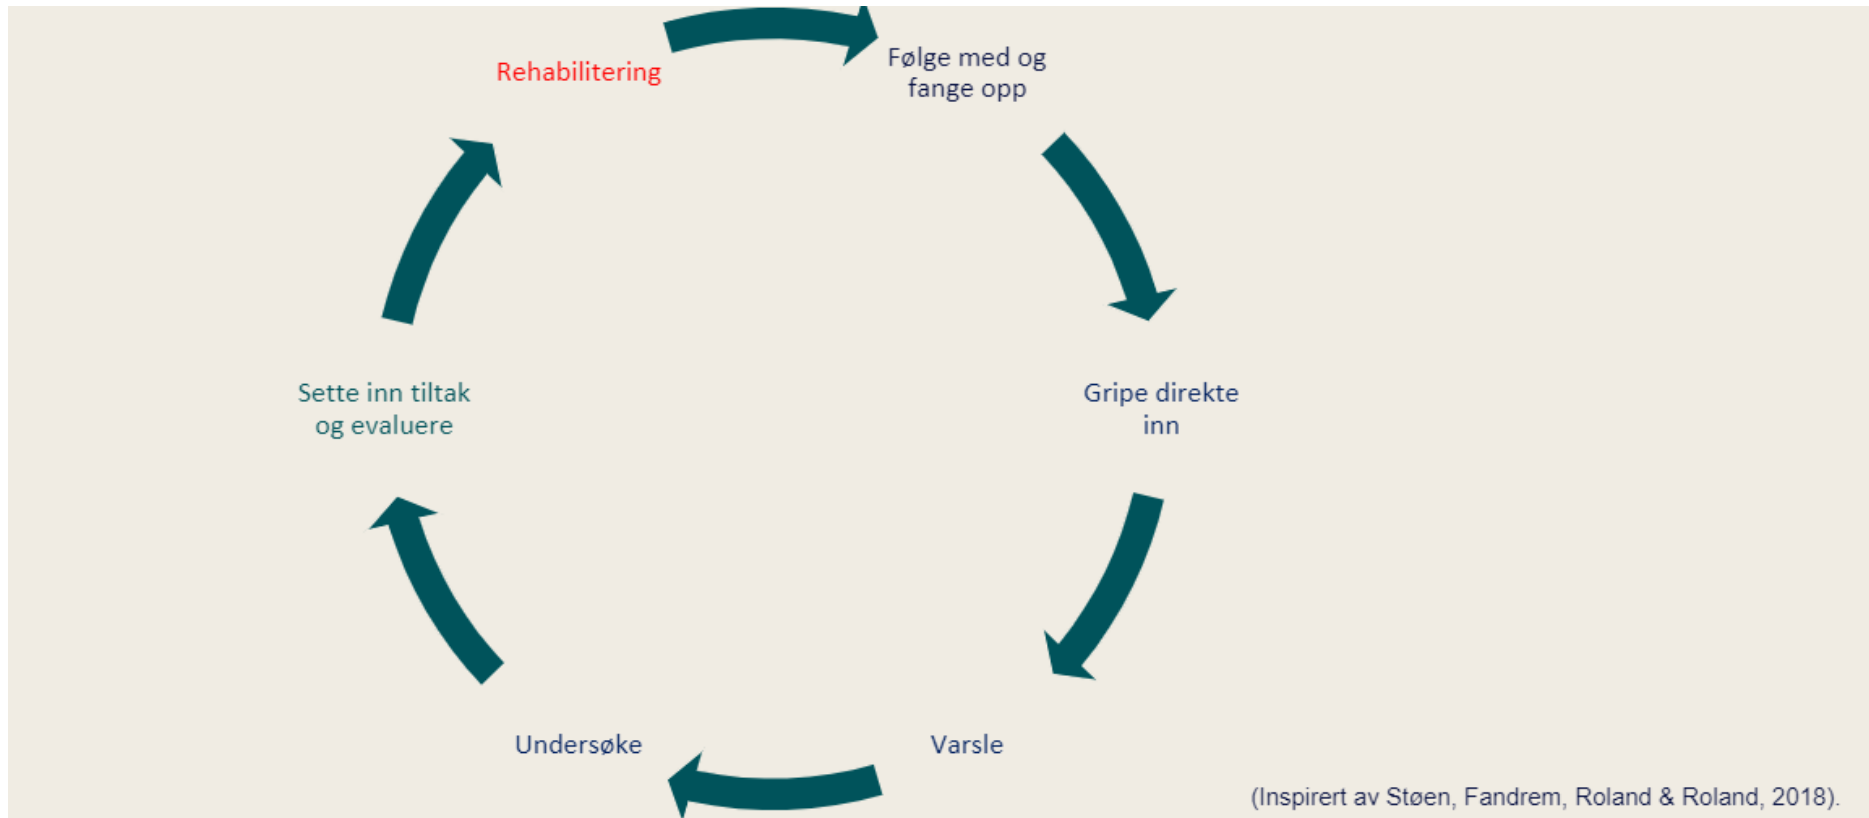 Rehabilitering
Følge med og
fange opp
Gripe direkte
inn
Varsle
Undersøke
Sette inn tiltak
og evaluere
(Inspirert av Støen, Fandrem, Roland & Roland, 2018).